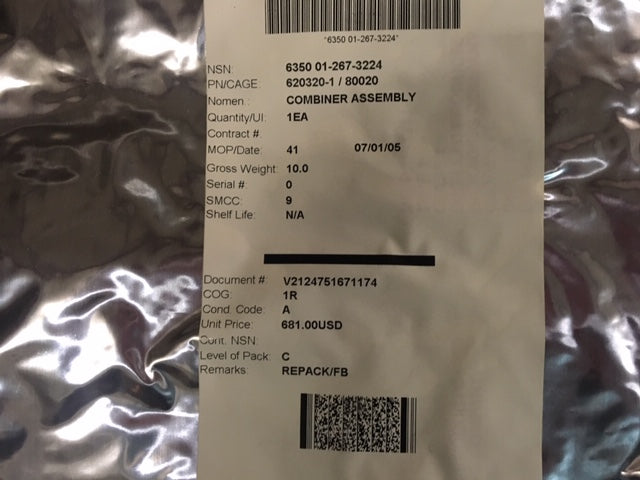 "6350 01-267-3224"
NSN: 6350 01-267-3224
PN/CAGE: 620320-1 / 80020
Nomen : COMBINER ASSEMBLY
Quantity/UI: 1EA
Contract #:
MOP/Date: 41 07/01/05
Gross Weight: 10.0
Serial #: 0
SMCC: 9
Shelf Life: N/A
Document #: V2124751671174
COG: 1R
Cond. Code: A
Unit Price: 681.00USD
Cont. NSN:
Level of Pack: C
Remarks: REPACK/FB